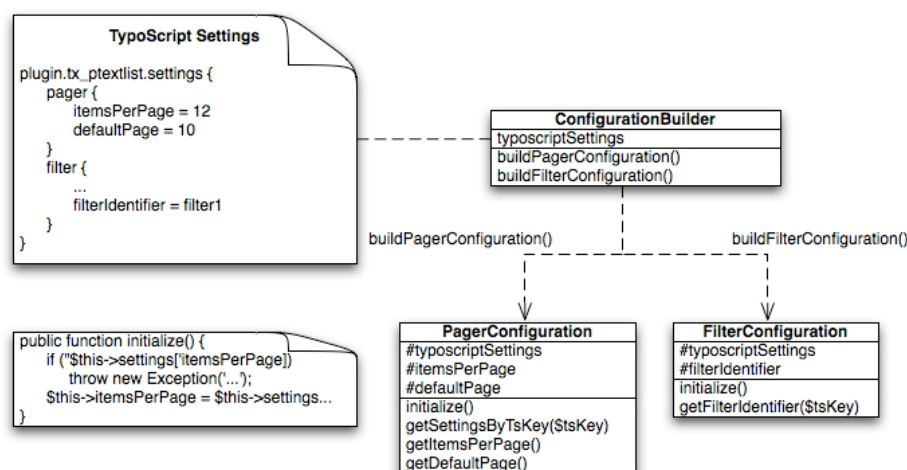 TypoScript Settings
plugin.tx_ptextlist.settings {
pager {
itemsPerPage = 12
defaultPage = 10
}
filter {
...
filterIdentifier = filter1
}
}
ConfigurationBuilder
typoscriptSettings
buildPagerConfiguration()
buildFilterConfiguration()
buildPagerConfiguration()
buildFilterConfiguration()
public function initialize() {
if ("$this->settings['itemsPerPage])
throw new Exception('...');
$this->itemsPerPage = $this->settings...
}
PagerConfiguration
#typoscriptSettings
#itemsPerPage
#defaultPage
initialize()
getSettingsByTsKey($tsKey)
getItemsPerPage()
getDefaultPage()
FilterConfiguration
#typoscriptSettings
#filterIdentifier
initialize()
getFilterIdentifier($tsKey)